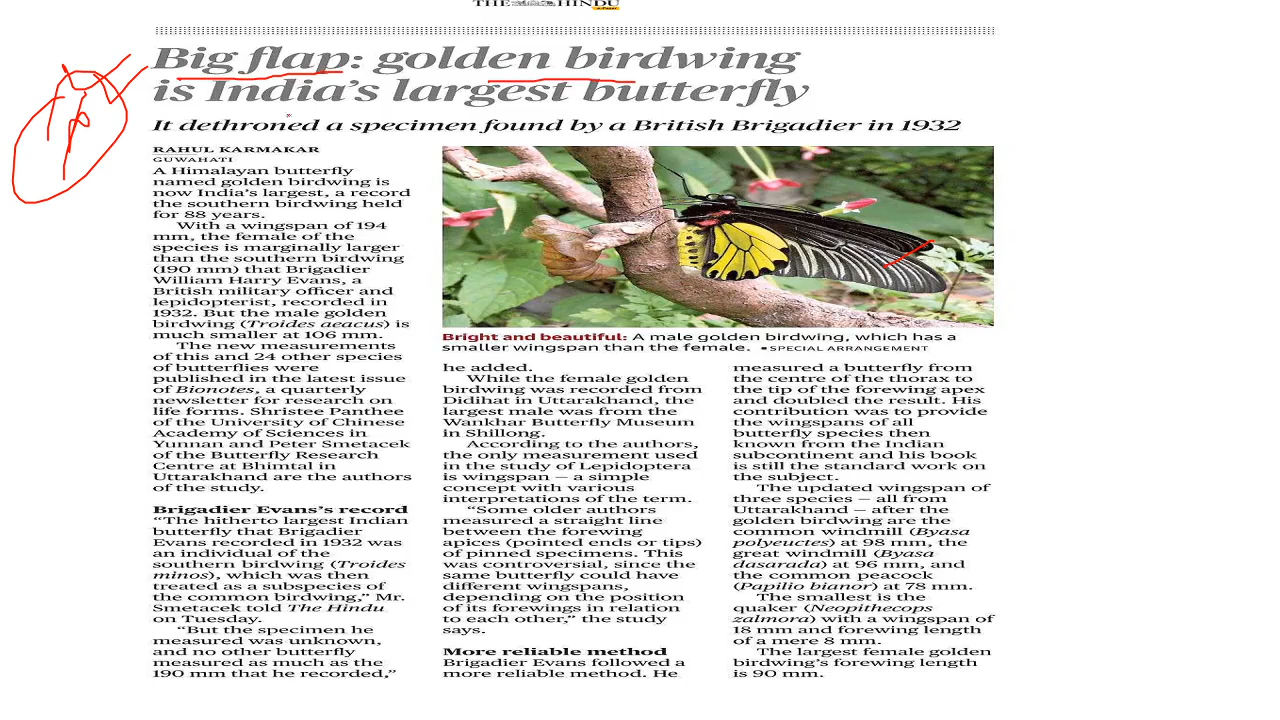 THE HINDU
Big flap: golden birdwing
is India's largest butterfly
It dethroned a specimen found by a British Brigadier in 1932
RAHUL KARMAKAR
GUWAHATI
A Himalayan butterfly
named golden birdwing is
now India's largest, a record
the southern birdwing held
for 88 years.
With a wingspan of 194
mm, the female of the
species is marginally larger
than the southern birdwing
(190 mm) that Brigadier
William Harry Evans, a
British military officer and
lepidopterist, recorded in
1932. But the male golden
birdwing (Troides aeacus) is
much smaller at 106 mm.
The new measurements
of this and 24 other species
of butterflies were
published in the latest issue
of Bionotes, a quarterly
newsletter for research on
life forms. Shristee Panthee
of the University of Chinese
Academy of Sciences in
Yunnan and Peter Smetacek
of the Butterfly Research
Centre at Bhimtal in
Uttarakhand are the authors
of the study.
Brigadier Evans's record
"The hitherto largest Indian
butterfly that Brigadier
Evans recorded in 1932 was
an individual of the
southern birdwing (Troides
minos), which was then
treated as a subspecies of
the common birdwing," Mr.
Smetacek told The Hindu
on Tuesday.
"But the specimen he
measured was unknown,
and no other butterfly
measured as much as the
190 mm that he recorded,"
Bright and beautiful: A male golden birdwing, which has a
smaller wingspan than the female. •SPECIAL ARRANGEMENT
he added.
While the female golden
birdwing was recorded from
Didihat in Uttarakhand, the
largest male was from the
Wankhar Butterfly Museum
in Shillong.
According to the authors,
the only measurement used
in the study of Lepidoptera
is wingspan — a simple
concept with various
interpretations of the term.
"Some older authors
measured a straight line
between the forewing
apices (pointed ends or tips)
of pinned specimens. This
was controversial, since the
same butterfly could have
different wingspans,
depending on the position
of its forewings in relation
to each other," the study
says.
More reliable method
Brigadier Evans followed a
more reliable method. He
measured a butterfly from
the centre of the thorax to
the tip of the forewing apex
and doubled the result. His
contribution was to provide
the wingspans of all
butterfly species then
known from the Indian
subcontinent and his book
is still the standard work on
the subject.
The updated wingspan of
three species — all from
Uttarakhand — after the
golden birdwing are the
common windmill (Byasa
polyeuctes) at 98 mm, the
great windmill (Byasa
dasarada) at 96 mm, and
the common peacock
(Papilio bianor) at 78 mm.
The smallest is the
quaker (Neopithecops
zalmora) with a wingspan of
18 mm and forewing length
of a mere 8 mm.
The largest female golden
birdwing's forewing length
is 90 mm.